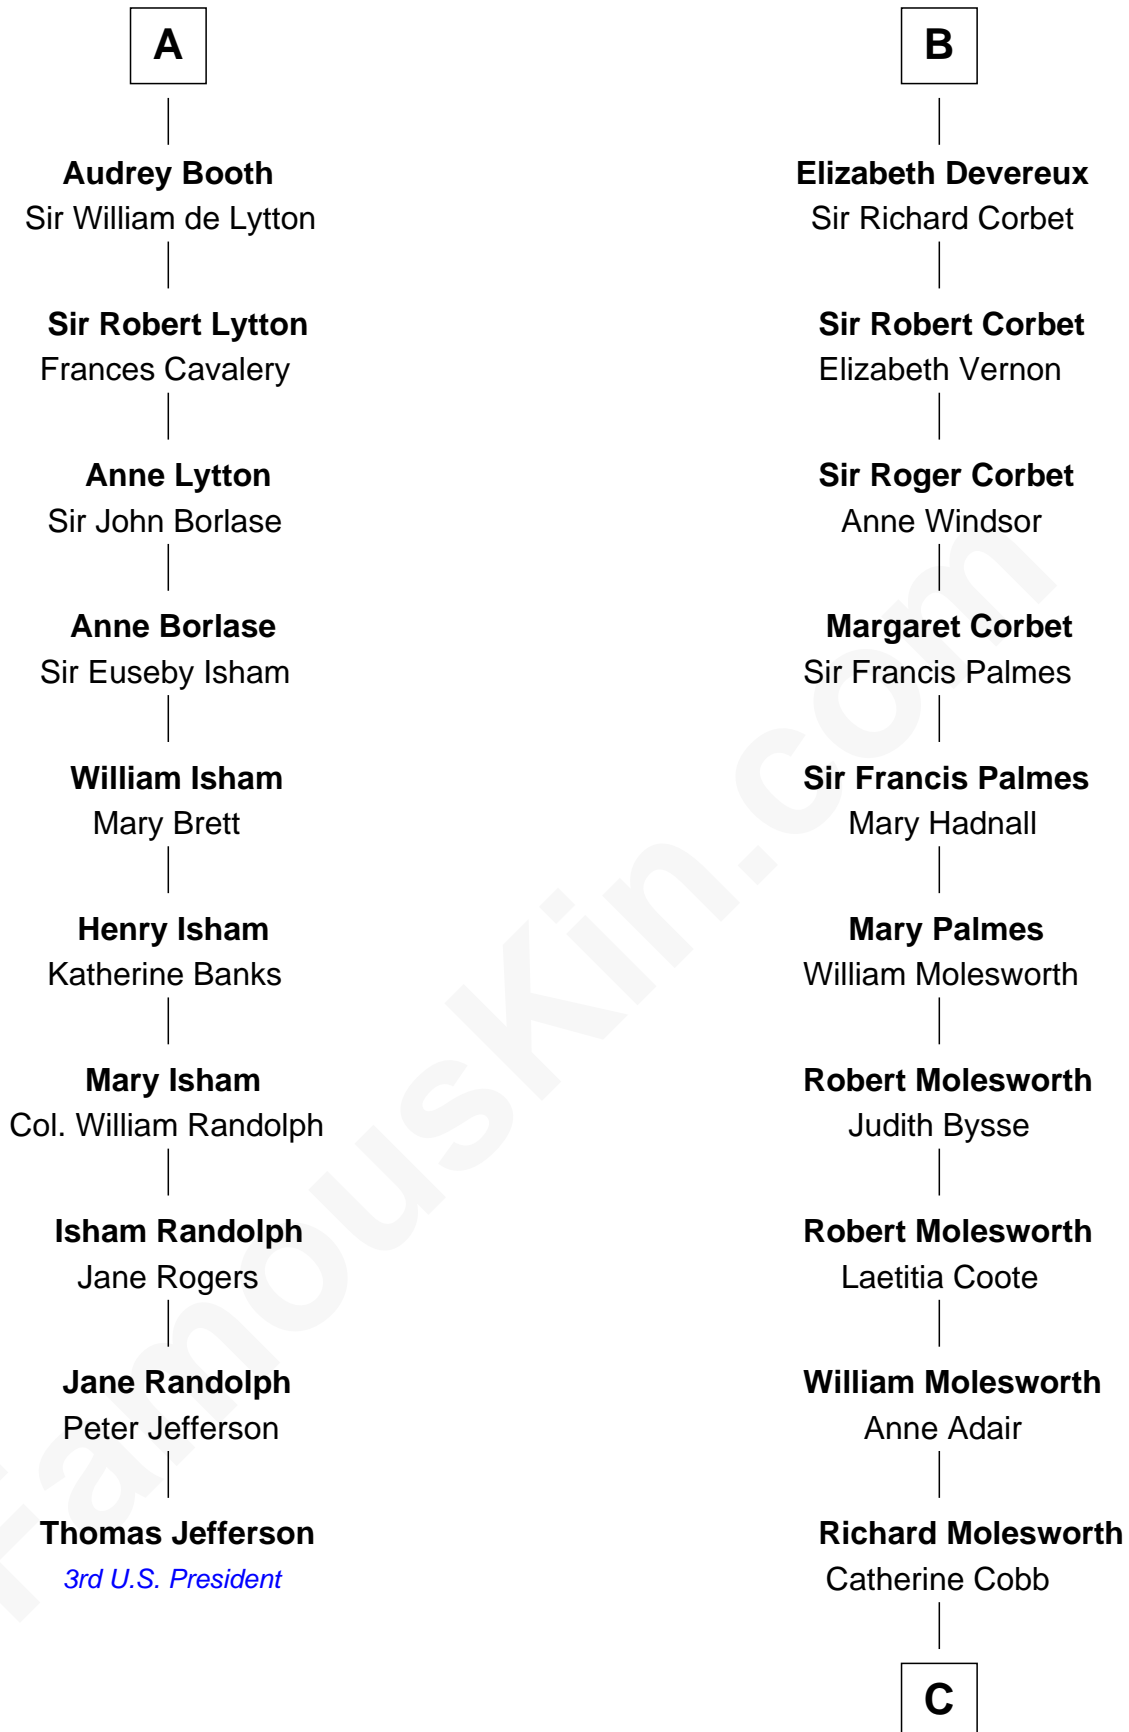 A
Audrey Booth
Sir William de Lytton
Sir Robert Lytton
Frances Cavalery
Anne Lytton
Sir John Borlase
Anne Borlase
Sir Euseby Isham
William Isham
Mary Brett
Henry Isham
Katherine Banks
Mary Isham
Col. William Randolph
Isham Randolph
Jane Rogers
Jane Randolph
Peter Jefferson
Thomas Jefferson
3rd U.S. President
B
Elizabeth Devereux
Sir Richard Corbet
Sir Robert Corbet
Elizabeth Vernon
Sir Roger Corbet
Anne Windsor
Margaret Corbet
Sir Francis Palmes
Sir Francis Palmes
Mary Hadnall
Mary Palmes
William Molesworth
Robert Molesworth
Judith Bysse
Robert Molesworth
Laetitia Coote
William Molesworth
Anne Adair
Richard Molesworth
Catherine Cobb
C
FamousKin.com